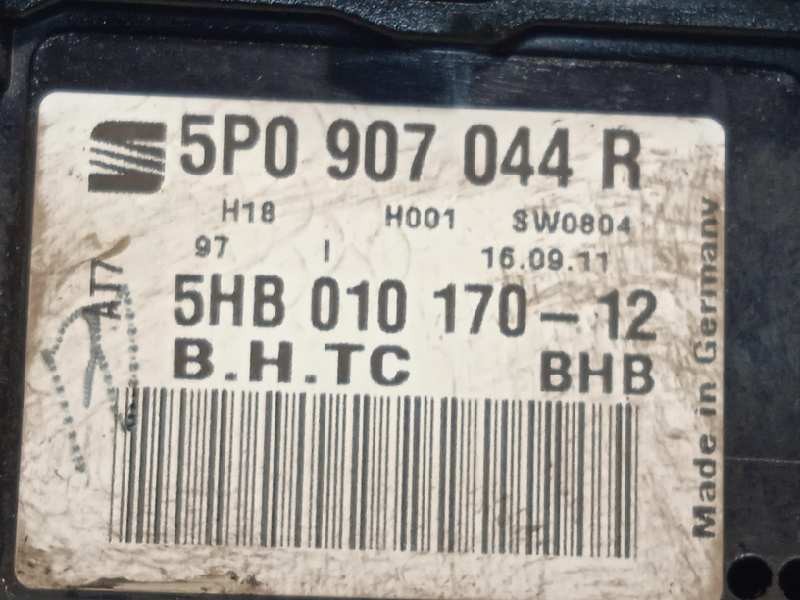 5P0 907 044 R
H18 H001 SW0804
97 I 16.09.11
5HB 010 170-12
B.H.TC BHB
AJ7
Made in Germany